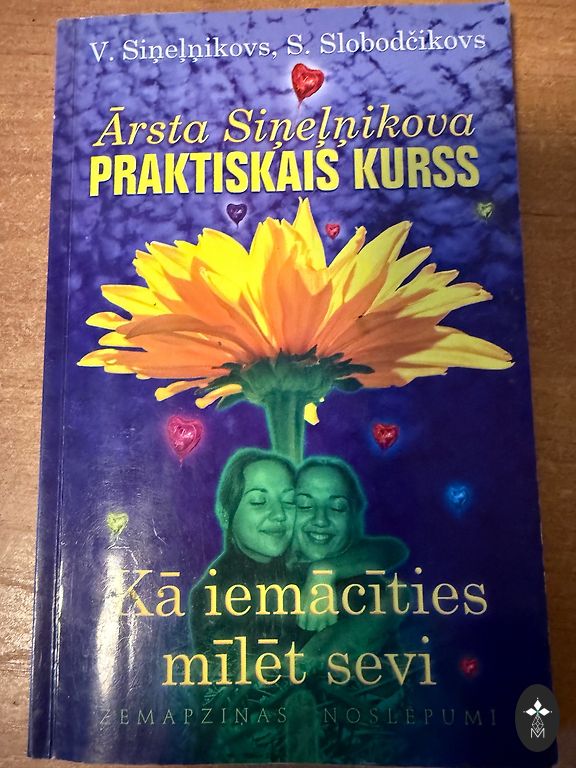 V. Siņeļņikovs, S. Slobodčikovs
Ārsta Siņeļņikova
PRAKTISKAIS KURSS
Kā iemācīties
mīlēt sevi
ZEMAPZIŅAS NOSLĒPUMI